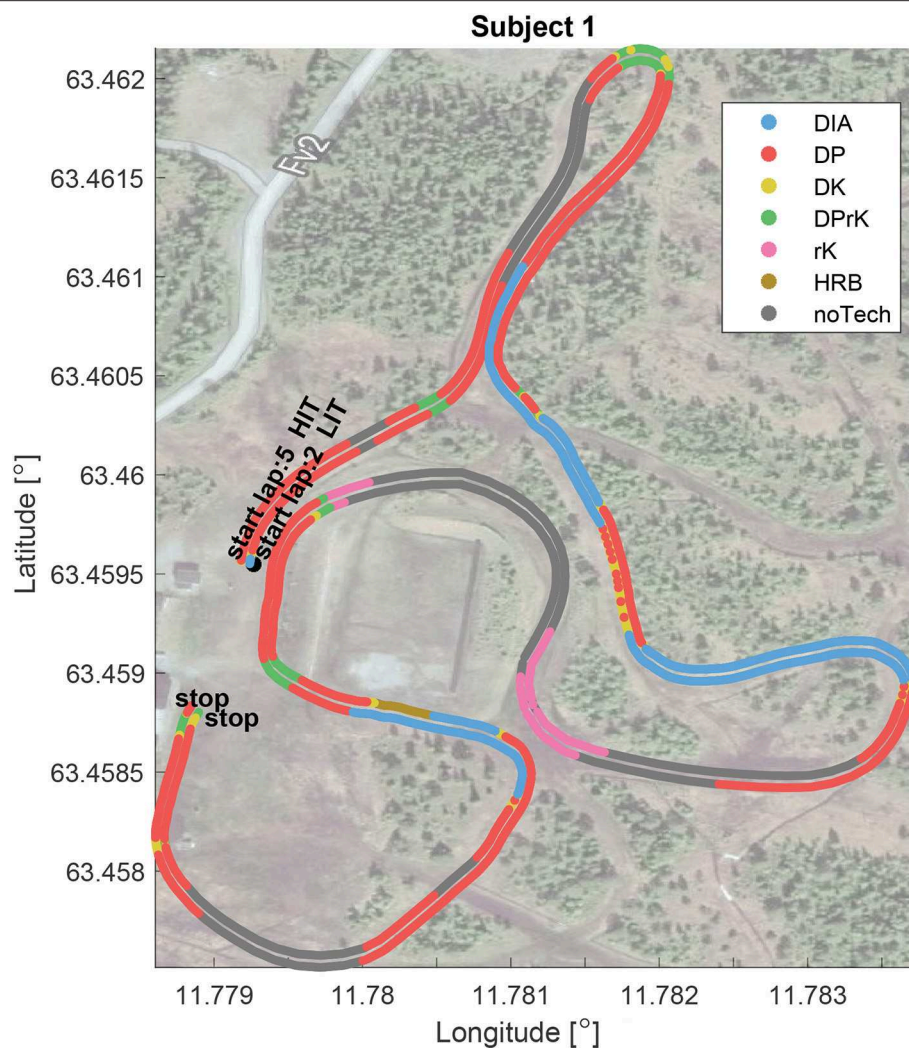 Subject 1
63.462
63.4615
63.461
63.4605
63.46
63.4595
63.459
63.4585
63.458
Latitude [°]
Fv2
DIA
DP
DK
DPrK
rK
HRB
noTech
start lap:5 HIT
start lap:2 LIT
stop
stop
11.779
11.78
11.781
11.782
11.783
Longitude [°]